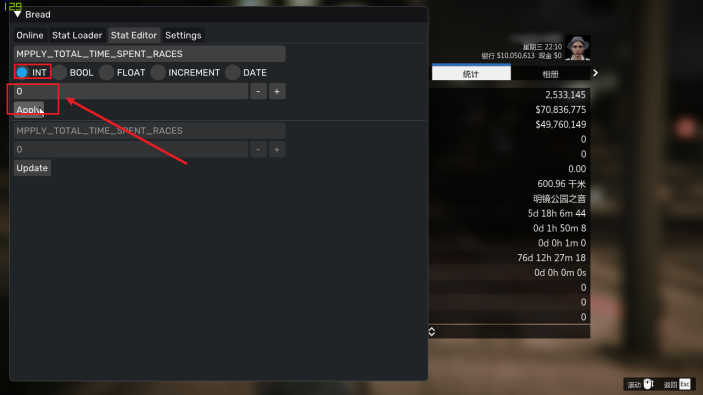 129
▼ Bread
Online Stat Loader Stat Editor Settings
MPPLY_TOTAL_TIME_SPENT_RACES
INT BOOL FLOAT INCREMENT DATE
0 - +
Apply
MPPLY_TOTAL_TIME_SPENT_RACES
0 - +
Update
星期三 22:10
银行 $10,050,613 现金 $0
统计 相册
2,533,145
$70,836,775
$49,760,149
0
0
0.00
600.96 千米
明镜公园之音
5d 18h 6m 44
0d 1h 50m 8
0d 0h 1m 0
76d 12h 27m 18
0d 0h 0m 0s
0
0
0
滚动 返回 Esc